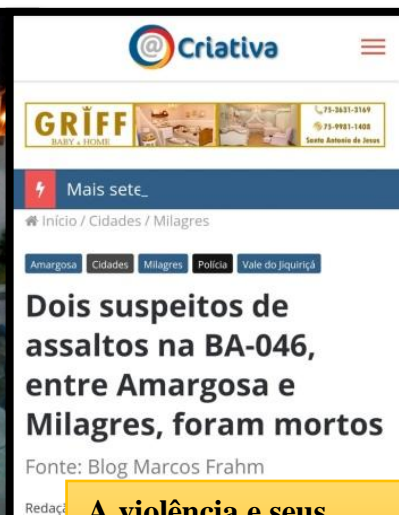 @ Criativa
GRIFF
BABY & HOME
75-3631-3169
75-9981-1408
Santo Antonio de Jesus
Mais sete_
Início / Cidades / Milagres
Amargosa Cidades Milagres Polícia Vale do Jiquiriçá
Dois suspeitos de
assaltos na BA-046,
entre Amargosa e
Milagres, foram mortos
Fonte: Blog Marcos Frahm
A violência e seus